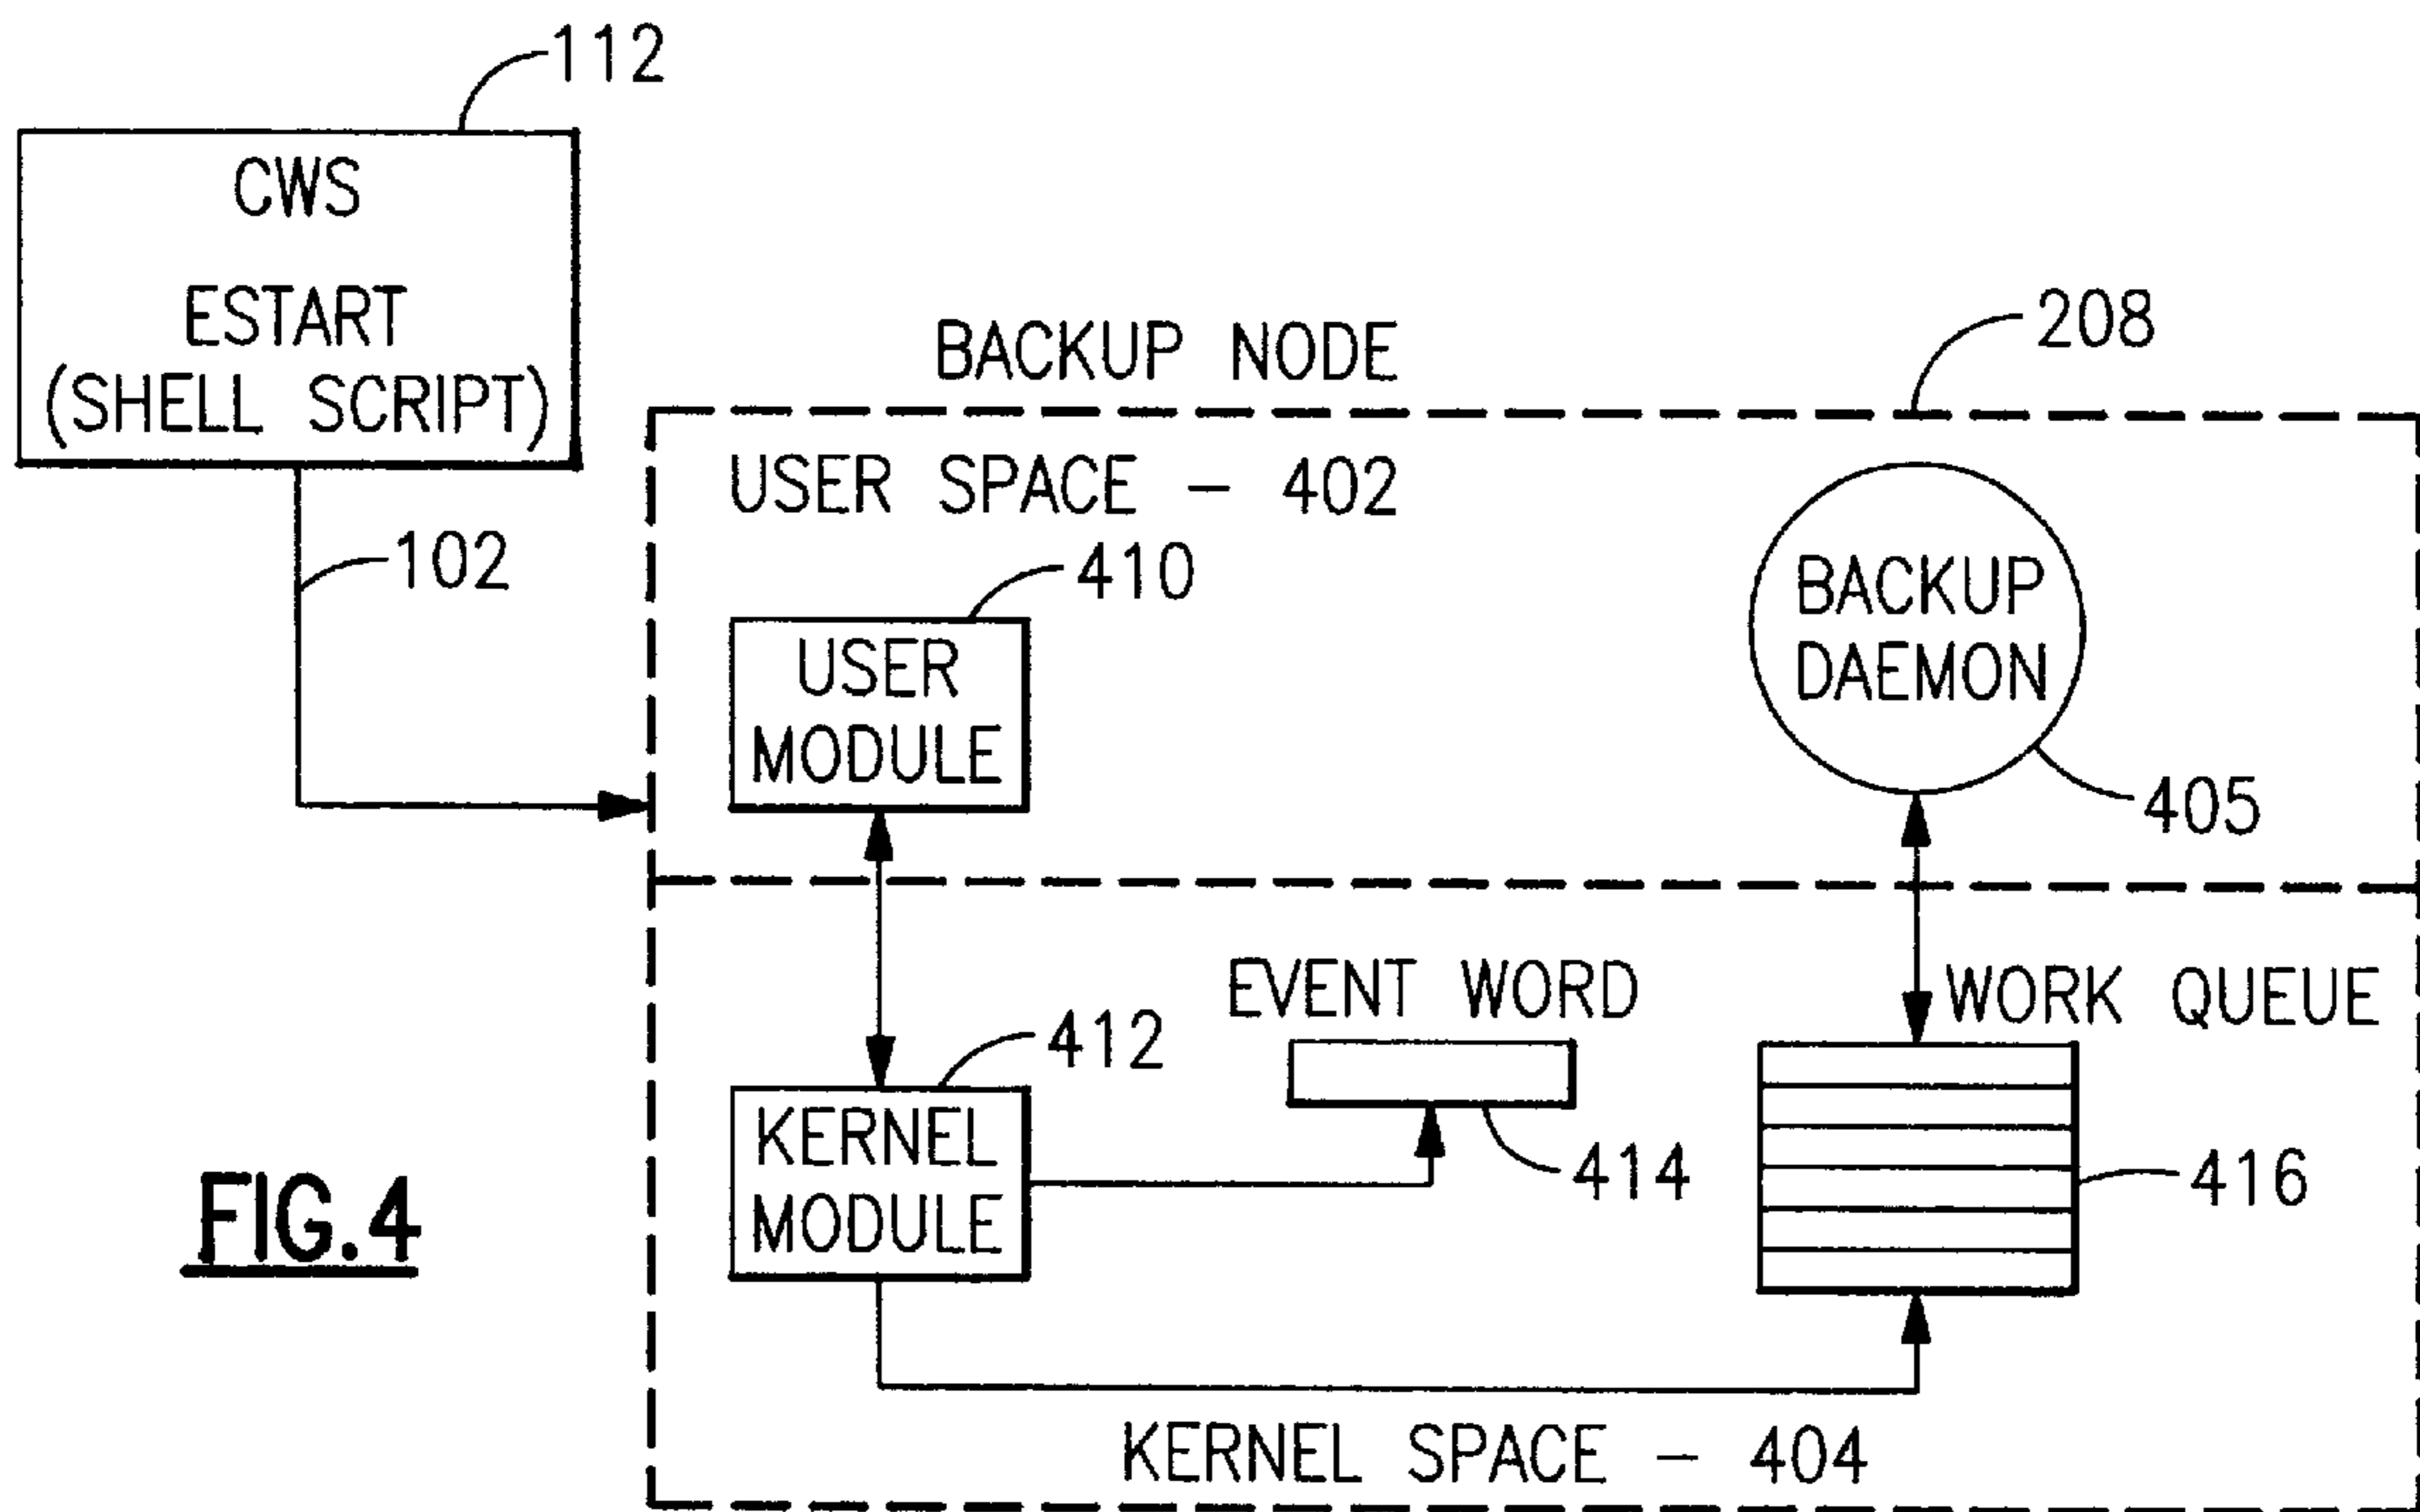 112
CWS
ESTART
(SHELL SCRIPT)
102
BACKUP NODE
208
USER SPACE - 402
410
USER
MODULE
BACKUP
DAEMON
405
EVENT WORD
WORK QUEUE
412
KERNEL
MODULE
414
416
KERNEL SPACE - 404
FIG.4